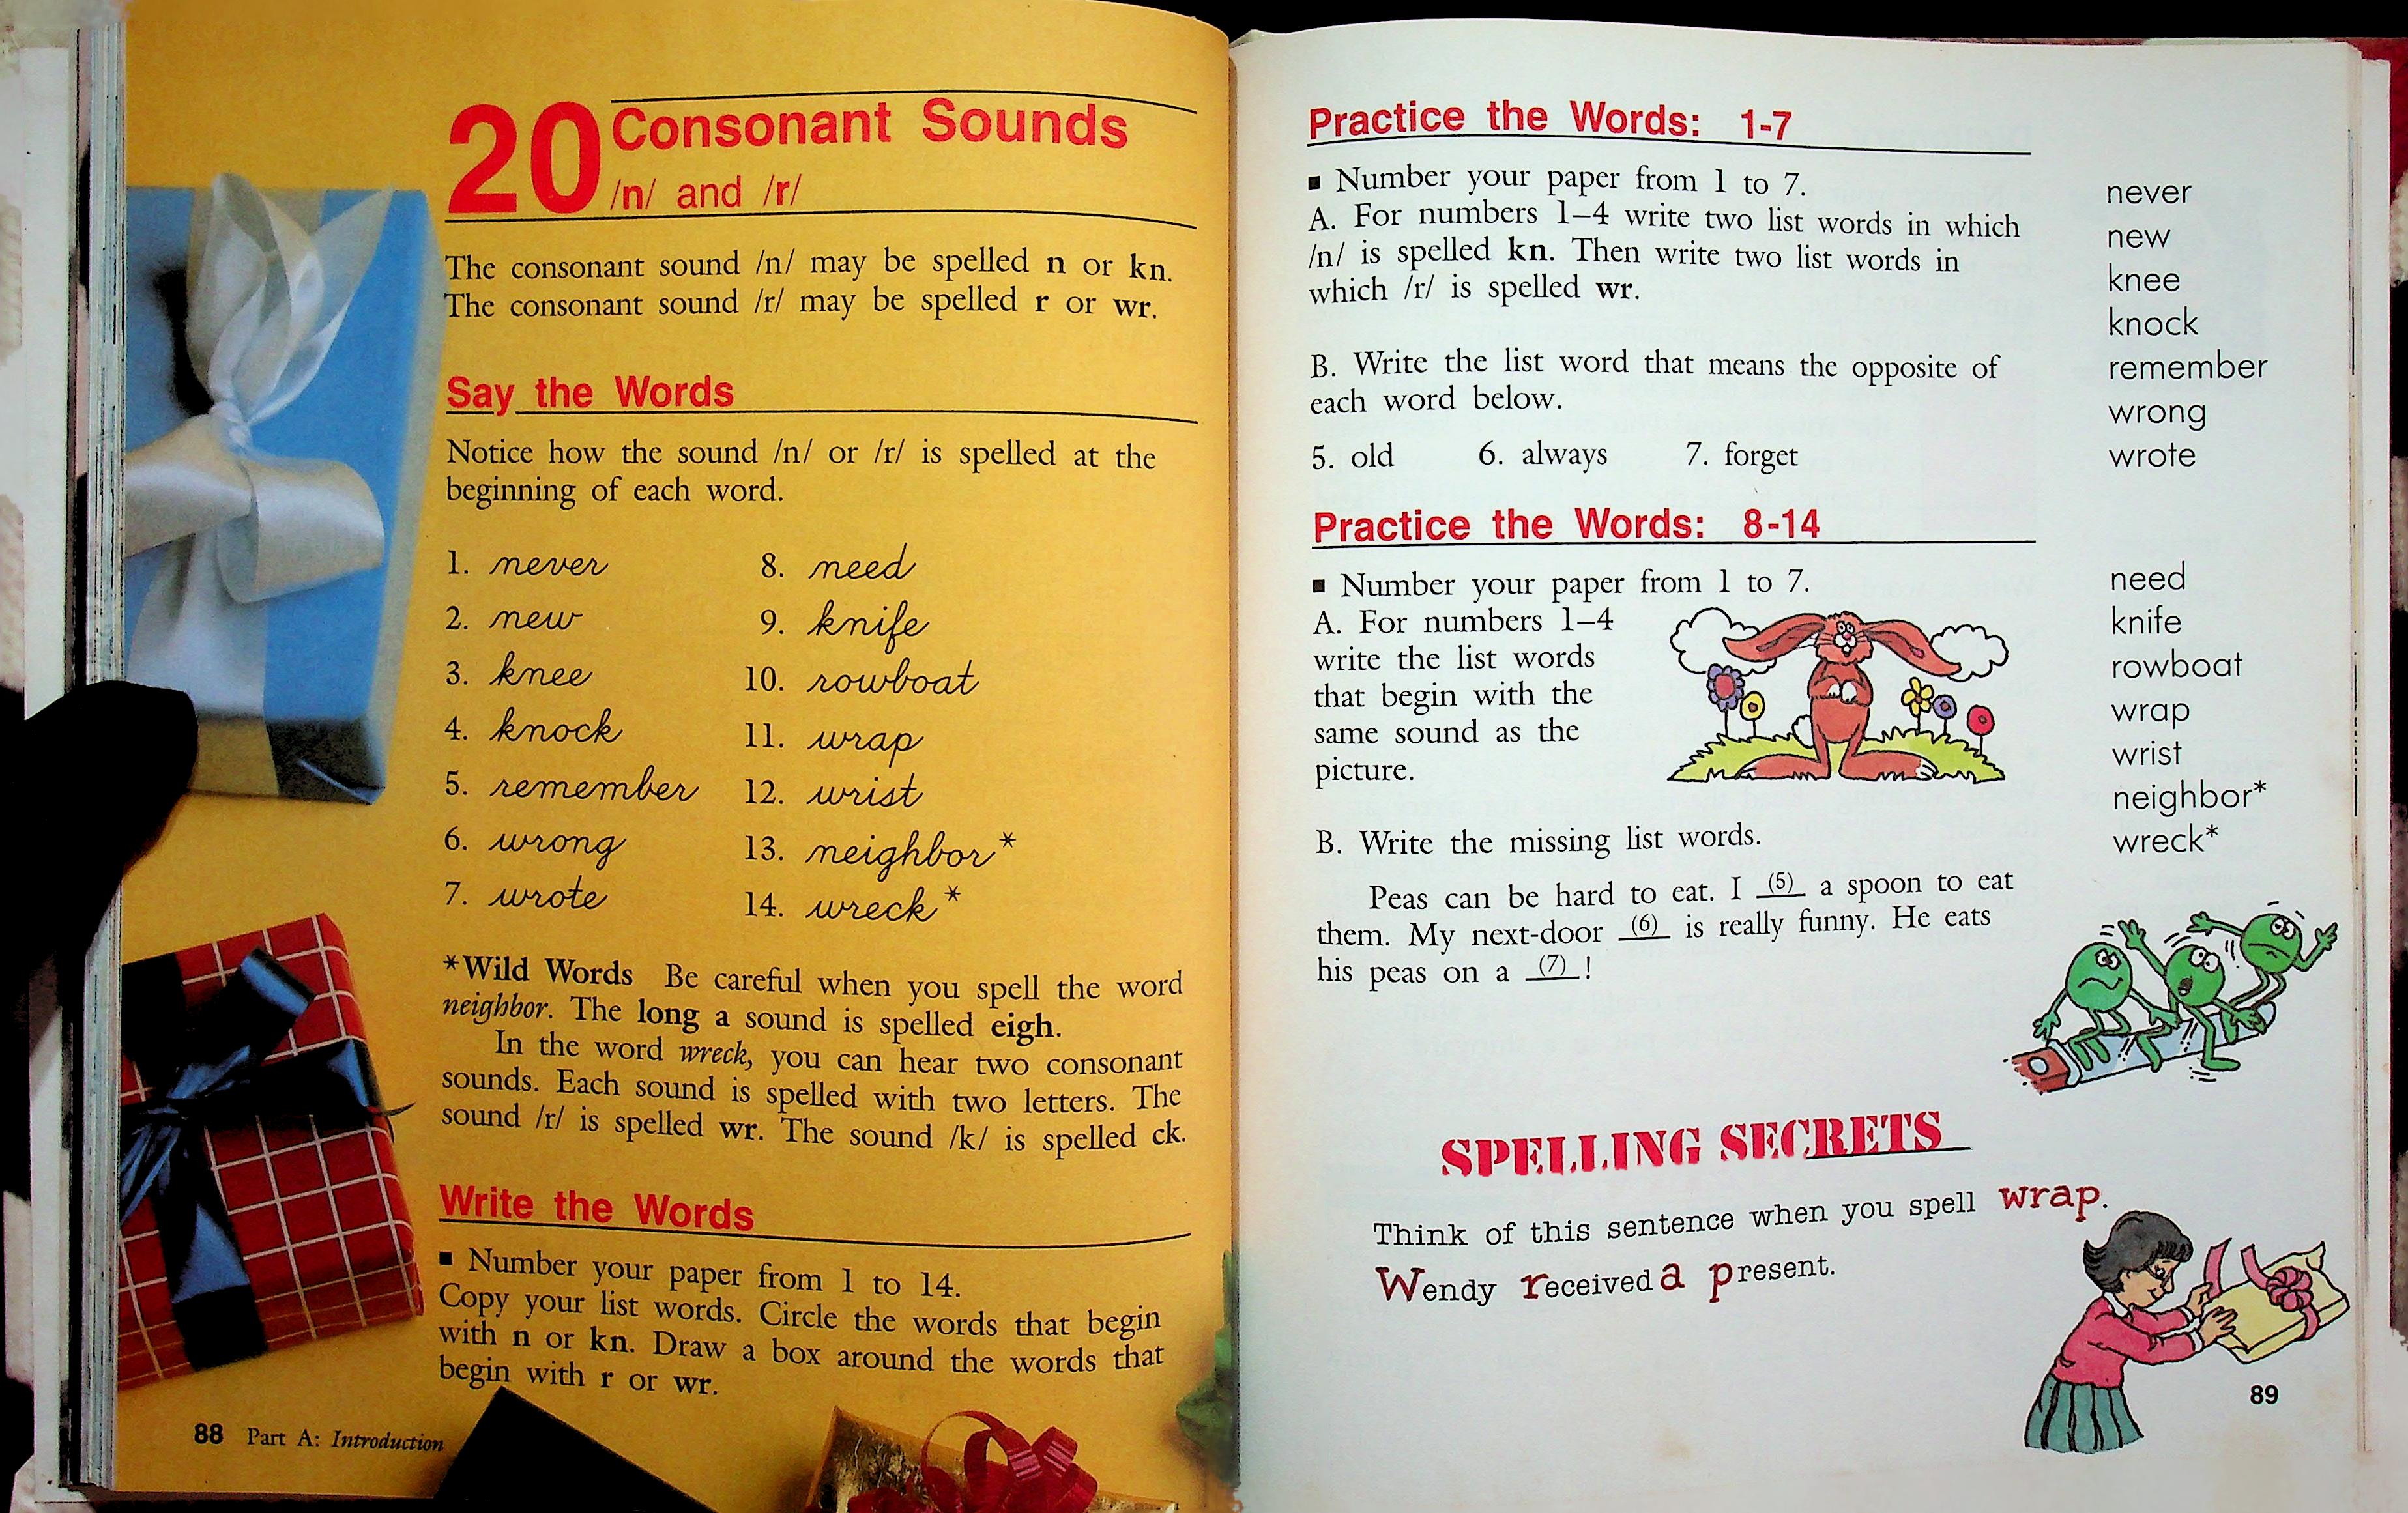 20 Consonant Sounds
/n/ and /r/
The consonant sound /n/ may be spelled n or kn.
The consonant sound /r/ may be spelled r or wr.
Say the Words
Notice how the sound /n/ or /r/ is spelled at the
beginning of each word.
1. never
2. new
3. knee
4. knock
5. remember
6. wrong
7. wrote
8. need
9. knife
10. rowboat
11. wrap
12. wrist
13. neighbor*
14. wreck*
*Wild Words Be careful when you spell the word
neighbor. The long a sound is spelled eigh.
In the word wreck, you can hear two consonant
sounds. Each sound is spelled with two letters. The
sound /r/ is spelled wr. The sound /k/ is spelled ck.
Write the Words
■ Number your paper from 1 to 14.
Copy your list words. Circle the words that begin
with n or kn. Draw a box around the words that
begin with r or wr.
88 Part A: Introduction
Practice the Words: 1-7
■ Number your paper from 1 to 7.
A. For numbers 1–4 write two list words in which
/n/ is spelled kn. Then write two list words in
which /r/ is spelled wr.
B. Write the list word that means the opposite of
each word below.
5. old 6. always 7. forget
never
new
knee
knock
remember
wrong
wrote
Practice the Words: 8-14
■ Number your paper from 1 to 7.
A. For numbers 1–4
write the list words
that begin with the
same sound as the
picture.
B. Write the missing list words.
Peas can be hard to eat. I (5) a spoon to eat
them. My next-door (6) is really funny. He eats
his peas on a (7)!
need
knife
rowboat
wrap
wrist
neighbor*
wreck*
SPELLING SECRETS
Think of this sentence when you spell wrap.
Wendy received a present.
89